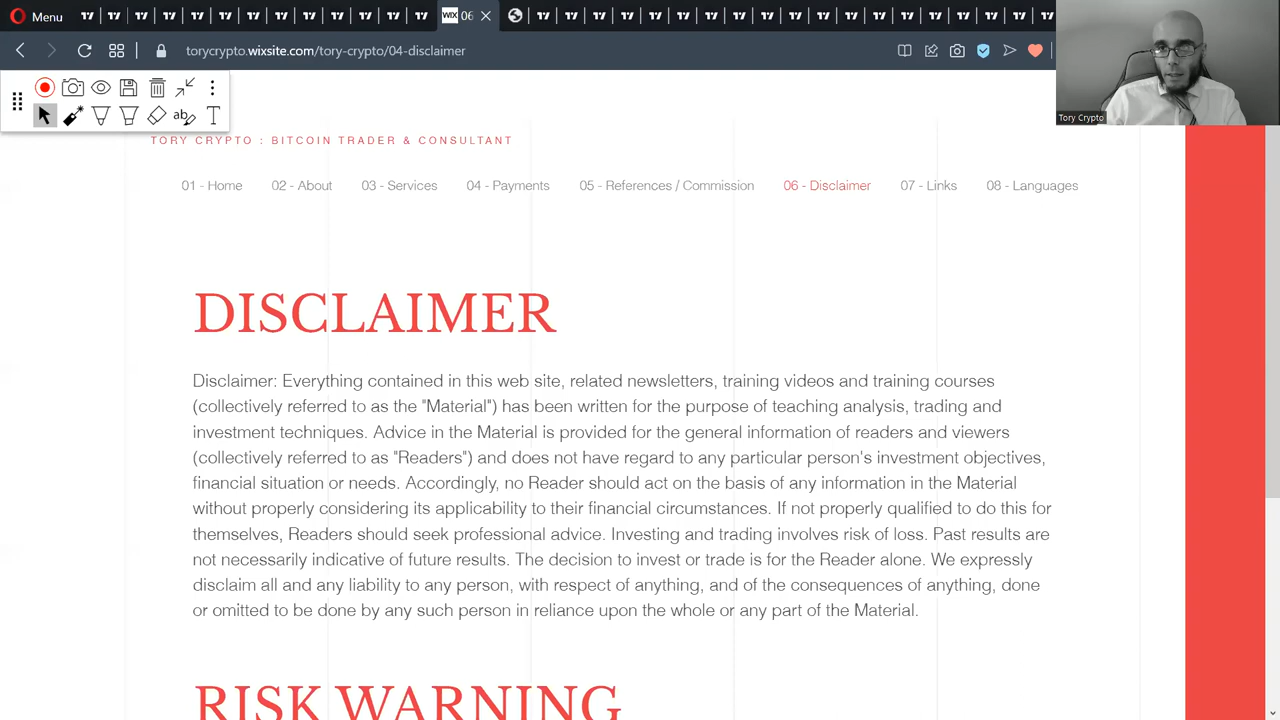 Menu
WIX 06
torycrypto.wixsite.com/tory-crypto/04-disclaimer
ab
T
Tory Crypto
TORY CRYPTO : BITCOIN TRADER & CONSULTANT
01 - Home 02 - About 03 - Services 04 - Payments 05 - References / Commission 06 - Disclaimer 07 - Links 08 - Languages
DISCLAIMER
Disclaimer: Everything contained in this web site, related newsletters, training videos and training courses
(collectively referred to as the "Material") has been written for the purpose of teaching analysis, trading and
investment techniques. Advice in the Material is provided for the general information of readers and viewers
(collectively referred to as "Readers") and does not have regard to any particular person's investment objectives,
financial situation or needs. Accordingly, no Reader should act on the basis of any information in the Material
without properly considering its applicability to their financial circumstances. If not properly qualified to do this for
themselves, Readers should seek professional advice. Investing and trading involves risk of loss. Past results are
not necessarily indicative of future results. The decision to invest or trade is for the Reader alone. We expressly
disclaim all and any liability to any person, with respect of anything, and of the consequences of anything, done
or omitted to be done by any such person in reliance upon the whole or any part of the Material.
RISK WARNING